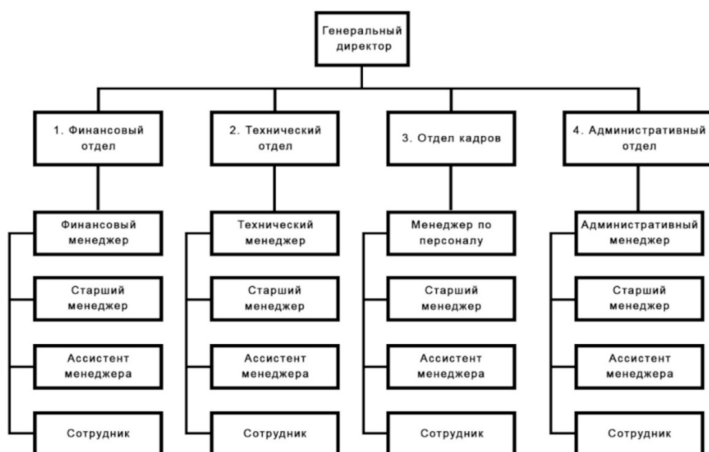 Генеральный
директор
1. Финансовый
отдел
2. Технический
отдел
3. Отдел кадров
4. Административный
отдел
Финансовый
менеджер
Технический
менеджер
Менеджер по
персоналу
Административный
менеджер
Старший
менеджер
Старший
менеджер
Старший
менеджер
Старший
менеджер
Ассистент
менеджера
Ассистент
менеджера
Ассистент
менеджера
Ассистент
менеджера
Сотрудник
Сотрудник
Сотрудник
Сотрудник